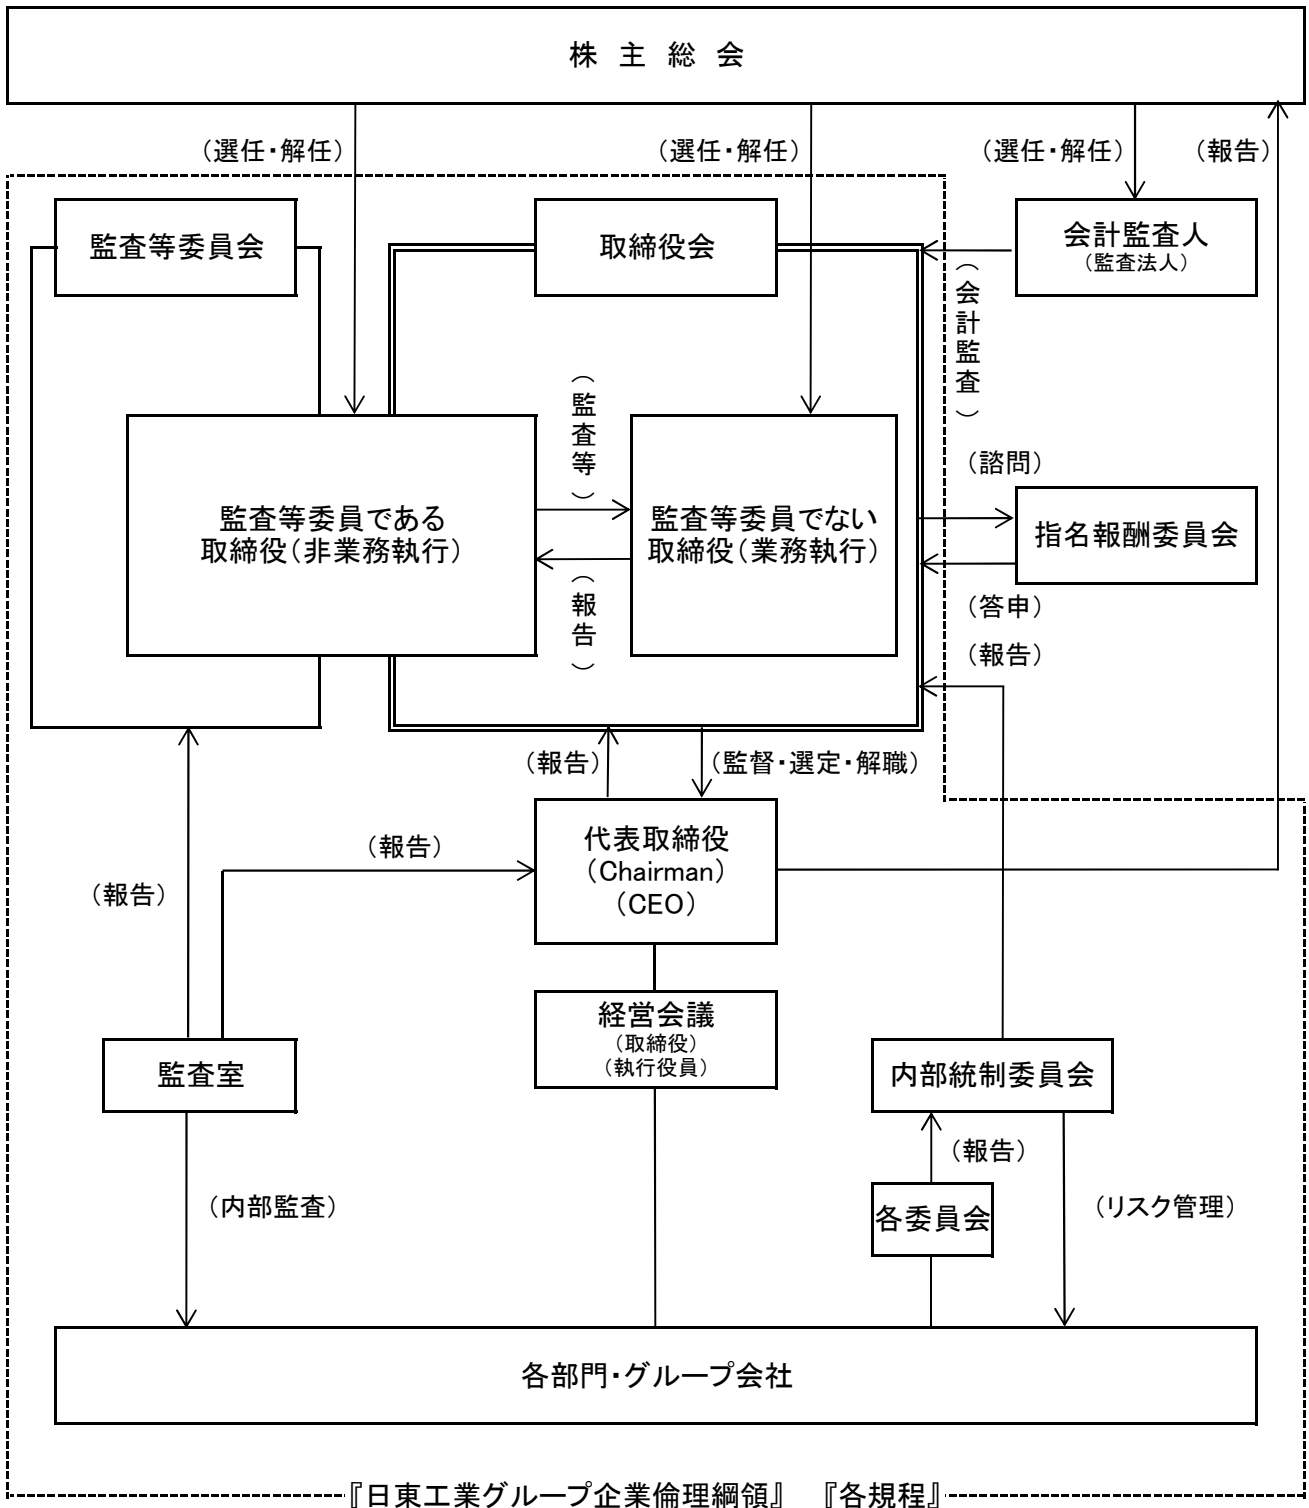 株 主 総 会
（選任・解任）
（選任・解任）
（選任・解任）
（報告）
監査等委員会
取締役会
会計監査人
（監査法人）
（会計監査）
（監査等）
（諮問）
監査等委員である
取締役（非業務執行）
監査等委員でない
取締役（業務執行）
指名報酬委員会
（報告）
（答申）
（報告）
（報告）
（監督・選定・解職）
代表取締役
（Chairman）
（CEO）
（報告）
（報告）
経営会議
（取締役）
（執行役員）
監査室
内部統制委員会
（報告）
（内部監査）
各委員会
（リスク管理）
各部門・グループ会社
『日東工業グループ企業倫理綱領』 『各規程』